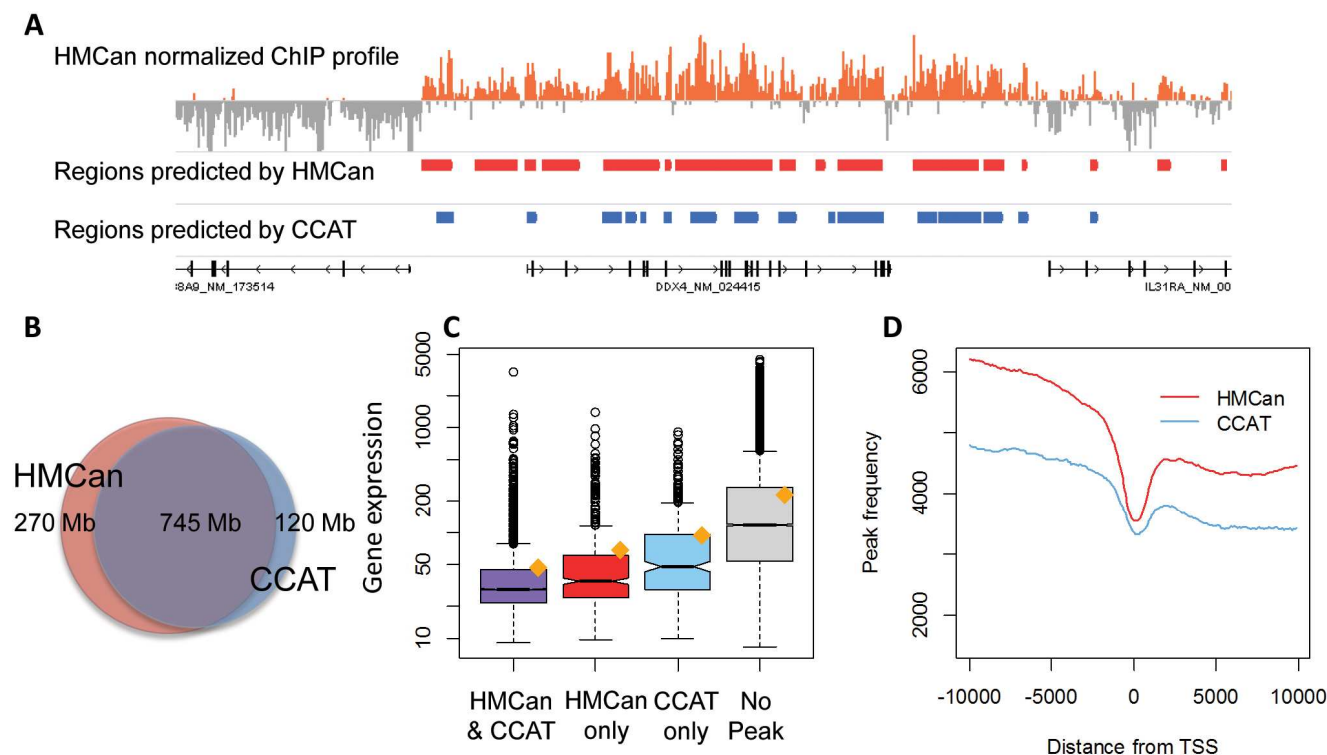 A
HMCan normalized ChIP profile
Regions predicted by HMCan
Regions predicted by CCAT
38A9_NM_173514
DDX4_NM_024415
IL31RA_NM_00
B
HMCan
270 Mb
745 Mb
120 Mb
CCAT
C
Gene expression
5000
1000
200
50
10
HMCan
& CCAT
HMCan
only
CCAT
only
No
Peak
D
Peak frequency
6000
4000
2000
HMCan
CCAT
-10000
-5000
0
5000
10000
Distance from TSS